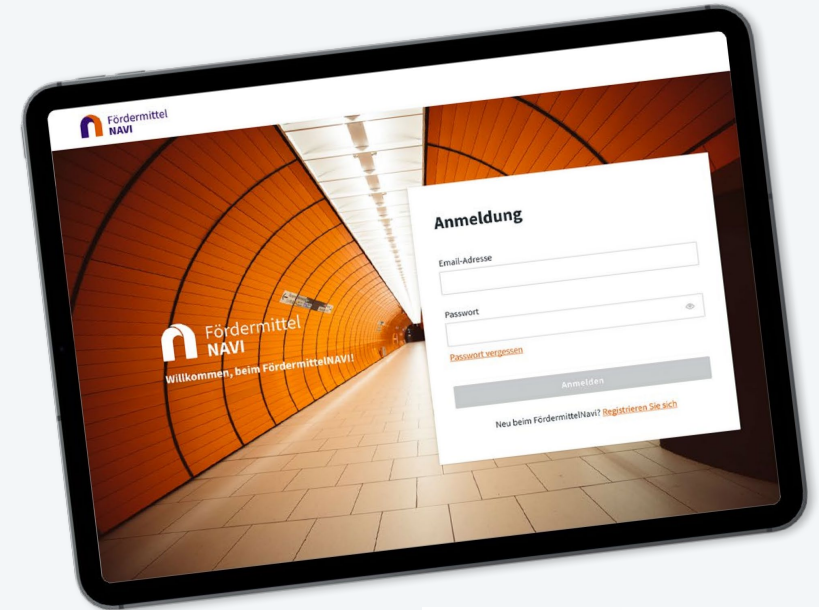 Fördermittel
NAVI
Anmeldung
Email-Adresse
Passwort
Passwort vergessen
Anmelden
Neu beim FördermittelNavi? Registrieren Sie sich
Fördermittel
NAVI
Willkommen, beim FördermittelNAVI!